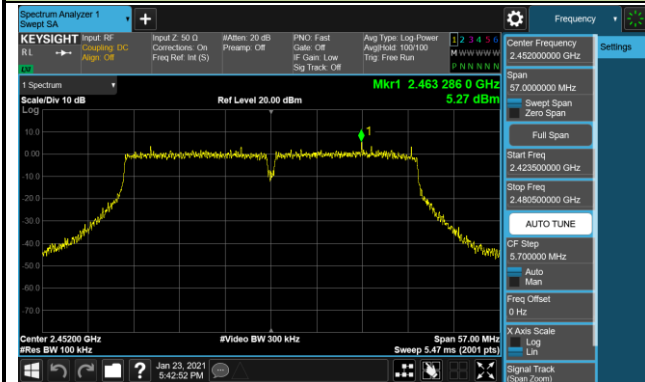 Spectrum Analyzer 1
Swept SA
Frequency
KEYSIGHT
RL
Input: RF
Coupling: DC
Align: Off
Input Z: 50 Ω
Corrections: On
Freq Ref: Int (S)
#Atten: 20 dB
Preamp: Off
PNO: Fast
Gate: Off
IF Gain: Low
Sig Track: Off
Avg Type: Log-Power
Avg|Hold: 100/100
Trig: Free Run
1 2 3 4 5 6
M W W W W W
P N N N N N
1 Spectrum
Scale/Div 10 dB
Ref Level 20.00 dBm
Mkr1 2.463 286 0 GHz
5.27 dBm
Log
10.0
0.00
-10.0
-20.0
-30.0
-40.0
-50.0
-60.0
-70.0
1
Center 2.45200 GHz
#Res BW 100 kHz
#Video BW 300 kHz
Span 57.00 MHz
Sweep 5.47 ms (2001 pts)
Center Frequency
2.452000000 GHz
Settings
Span
57.0000000 MHz
Swept Span
Zero Span
Full Span
Start Freq
2.423500000 GHz
Stop Freq
2.480500000 GHz
AUTO TUNE
CF Step
5.700000 MHz
Auto
Man
Freq Offset
0 Hz
X Axis Scale
Log
Lin
Signal Track
(Span Zoom)
?
Jan 23, 2021
5:42:52 PM